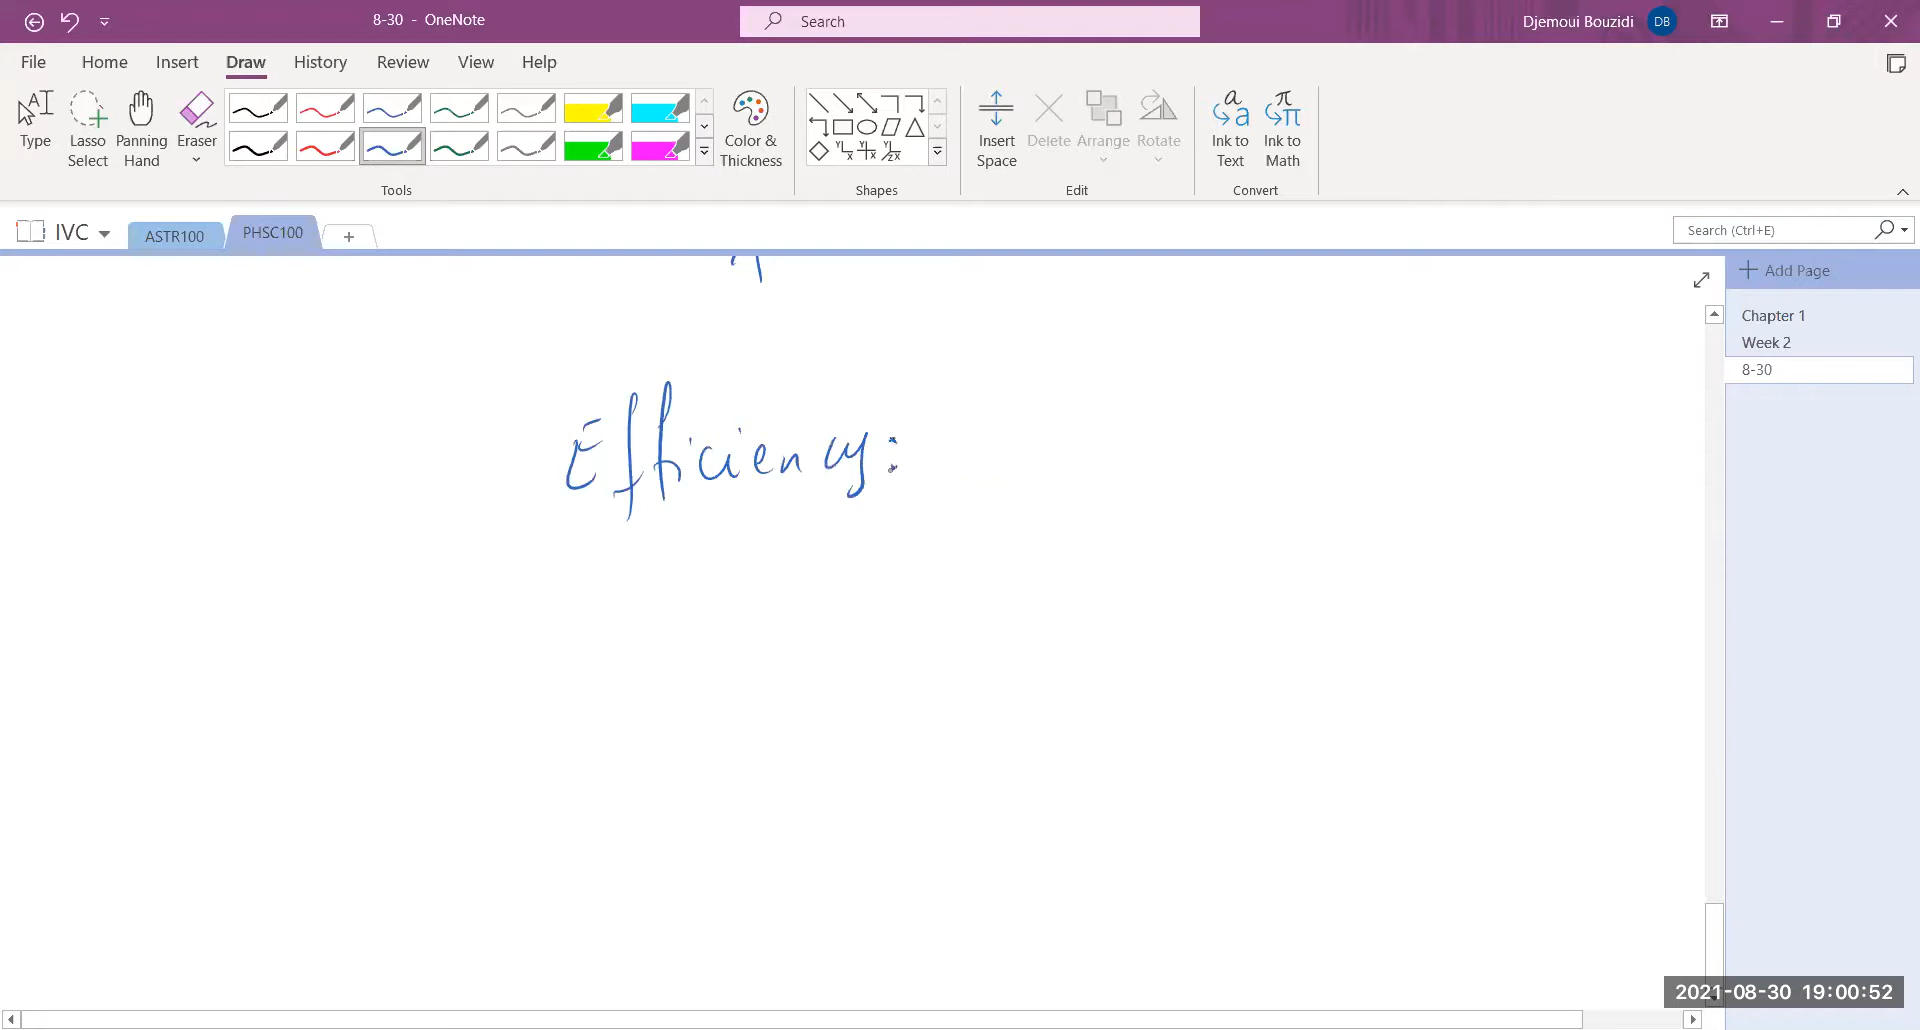 8-30 - OneNote
Search
Djemoui Bouzidi
DB
File
Home
Insert
Draw
History
Review
View
Help
Type
Lasso Select
Panning Hand
Eraser
Color & Thickness
Insert Space
Delete
Arrange
Rotate
Ink to Text
Ink to Math
Tools
Shapes
Edit
Convert
IVC
ASTR100
PHSC100
Search (Ctrl+E)
Add Page
Chapter 1
Week 2
8-30
Efficiency:
2021-08-30 19:00:52